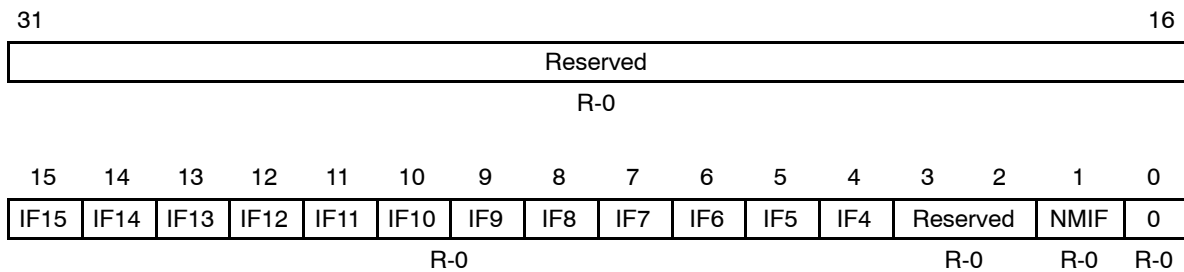 31 16
Reserved
R-0
15 14 13 12 11 10 9 8 7 6 5 4 3 2 1 0
IF15 IF14 IF13 IF12 IF11 IF10 IF9 IF8 IF7 IF6 IF5 IF4 Reserved NMIF 0
R-0 R-0 R-0 R-0